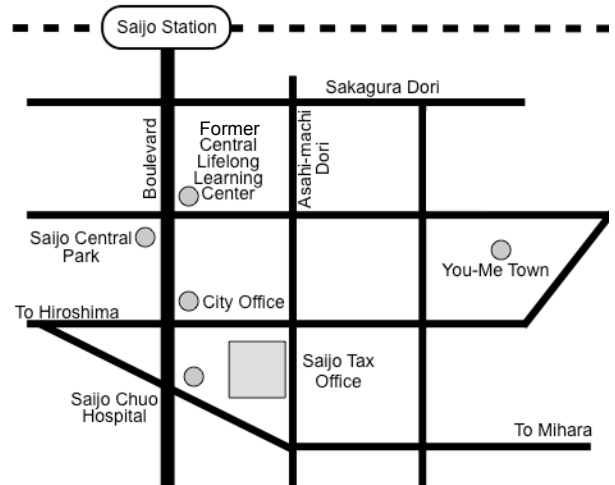 Saijo Station
Sakagura Dori
Boulevard
Former
Central
Lifelong
Learning
Center
Asahi-machi
Dori
Saijo Central
Park
You-Me Town
City Office
To Hiroshima
Saijo Tax
Office
Saijo Chuo
Hospital
To Mihara